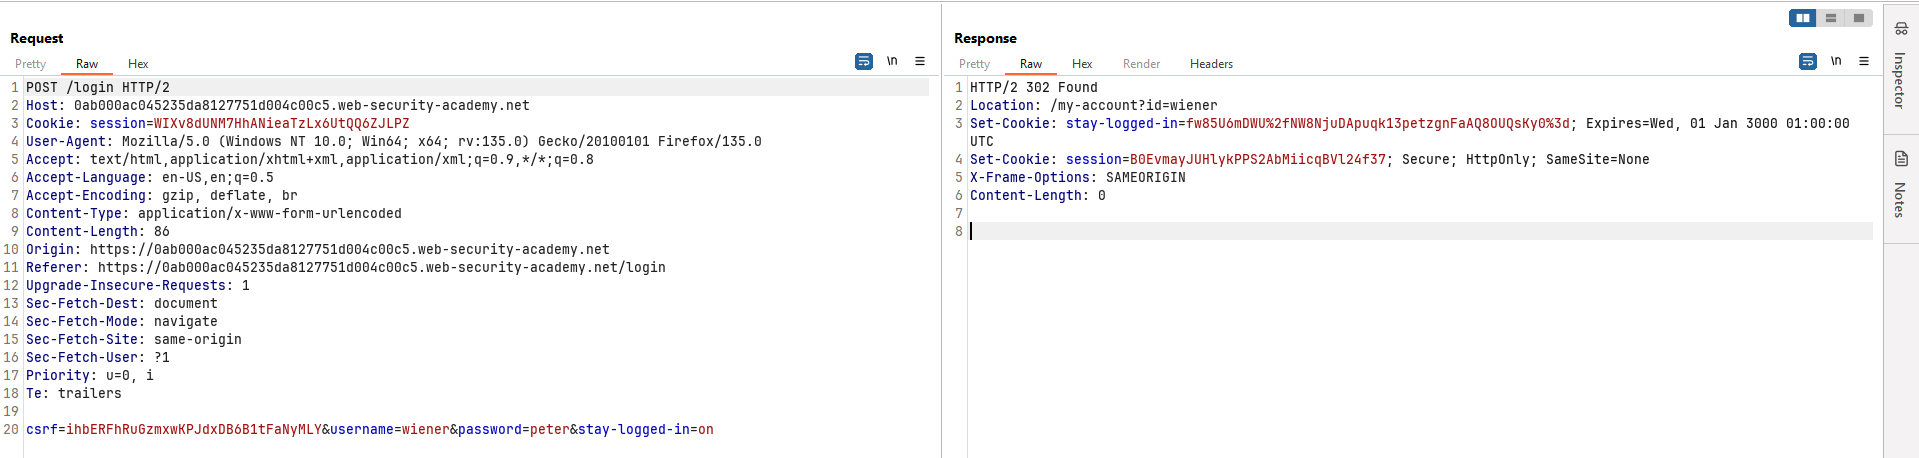 Request
Pretty Raw Hex \n
1 POST /login HTTP/2
2 Host: 0ab000ac045235da8127751d004c00c5.web-security-academy.net
3 Cookie: session=WIXv8dUNM7HhANieaTzLx6UtQQ6ZJLPZ
4 User-Agent: Mozilla/5.0 (Windows NT 10.0; Win64; x64; rv:135.0) Gecko/20100101 Firefox/135.0
5 Accept: text/html,application/xhtml+xml,application/xml;q=0.9,*/*;q=0.8
6 Accept-Language: en-US,en;q=0.5
7 Accept-Encoding: gzip, deflate, br
8 Content-Type: application/x-www-form-urlencoded
9 Content-Length: 86
10 Origin: https://0ab000ac045235da8127751d004c00c5.web-security-academy.net
11 Referer: https://0ab000ac045235da8127751d004c00c5.web-security-academy.net/login
12 Upgrade-Insecure-Requests: 1
13 Sec-Fetch-Dest: document
14 Sec-Fetch-Mode: navigate
15 Sec-Fetch-Site: same-origin
16 Sec-Fetch-User: ?1
17 Priority: u=0, i
18 Te: trailers
19
20 csrf=ihbERFhRuGzmxwKPJdxDB6B1tFaNyMLY&username=wiener&password=peter&stay-logged-in=on
Response
Pretty Raw Hex Render Headers \n
1 HTTP/2 302 Found
2 Location: /my-account?id=wiener
3 Set-Cookie: stay-logged-in=fw85U6mDWU%2fNW8NjuDApuqk13petzgnFaAQ8OUQsKy0%3d; Expires=Wed, 01 Jan 3000 01:00:00
UTC
4 Set-Cookie: session=B0EvmayJUHlykPPS2AbMiicqBVl24f37; Secure; HttpOnly; SameSite=None
5 X-Frame-Options: SAMEORIGIN
6 Content-Length: 0
7
8
Inspector
Notes